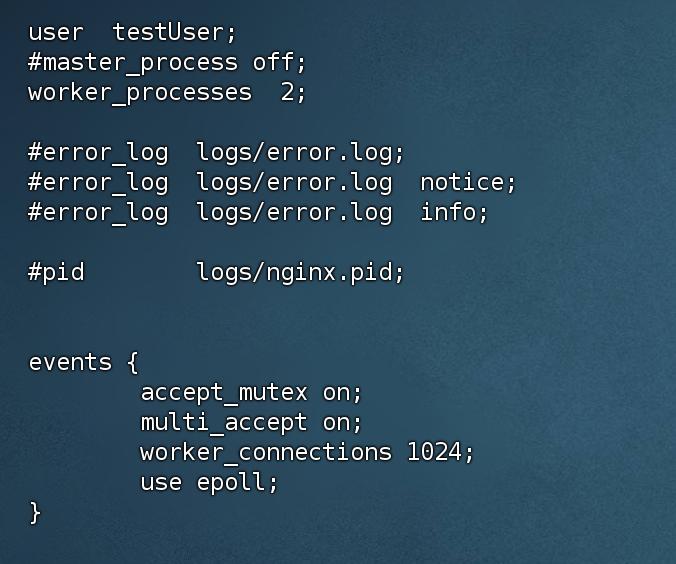 user  testUser;
#master_process off;
worker_processes  2;

#error_log  logs/error.log;
#error_log  logs/error.log  notice;
#error_log  logs/error.log  info;

#pid        logs/nginx.pid;


events {
        accept_mutex on;
        multi_accept on;
        worker_connections 1024;
        use epoll;
}